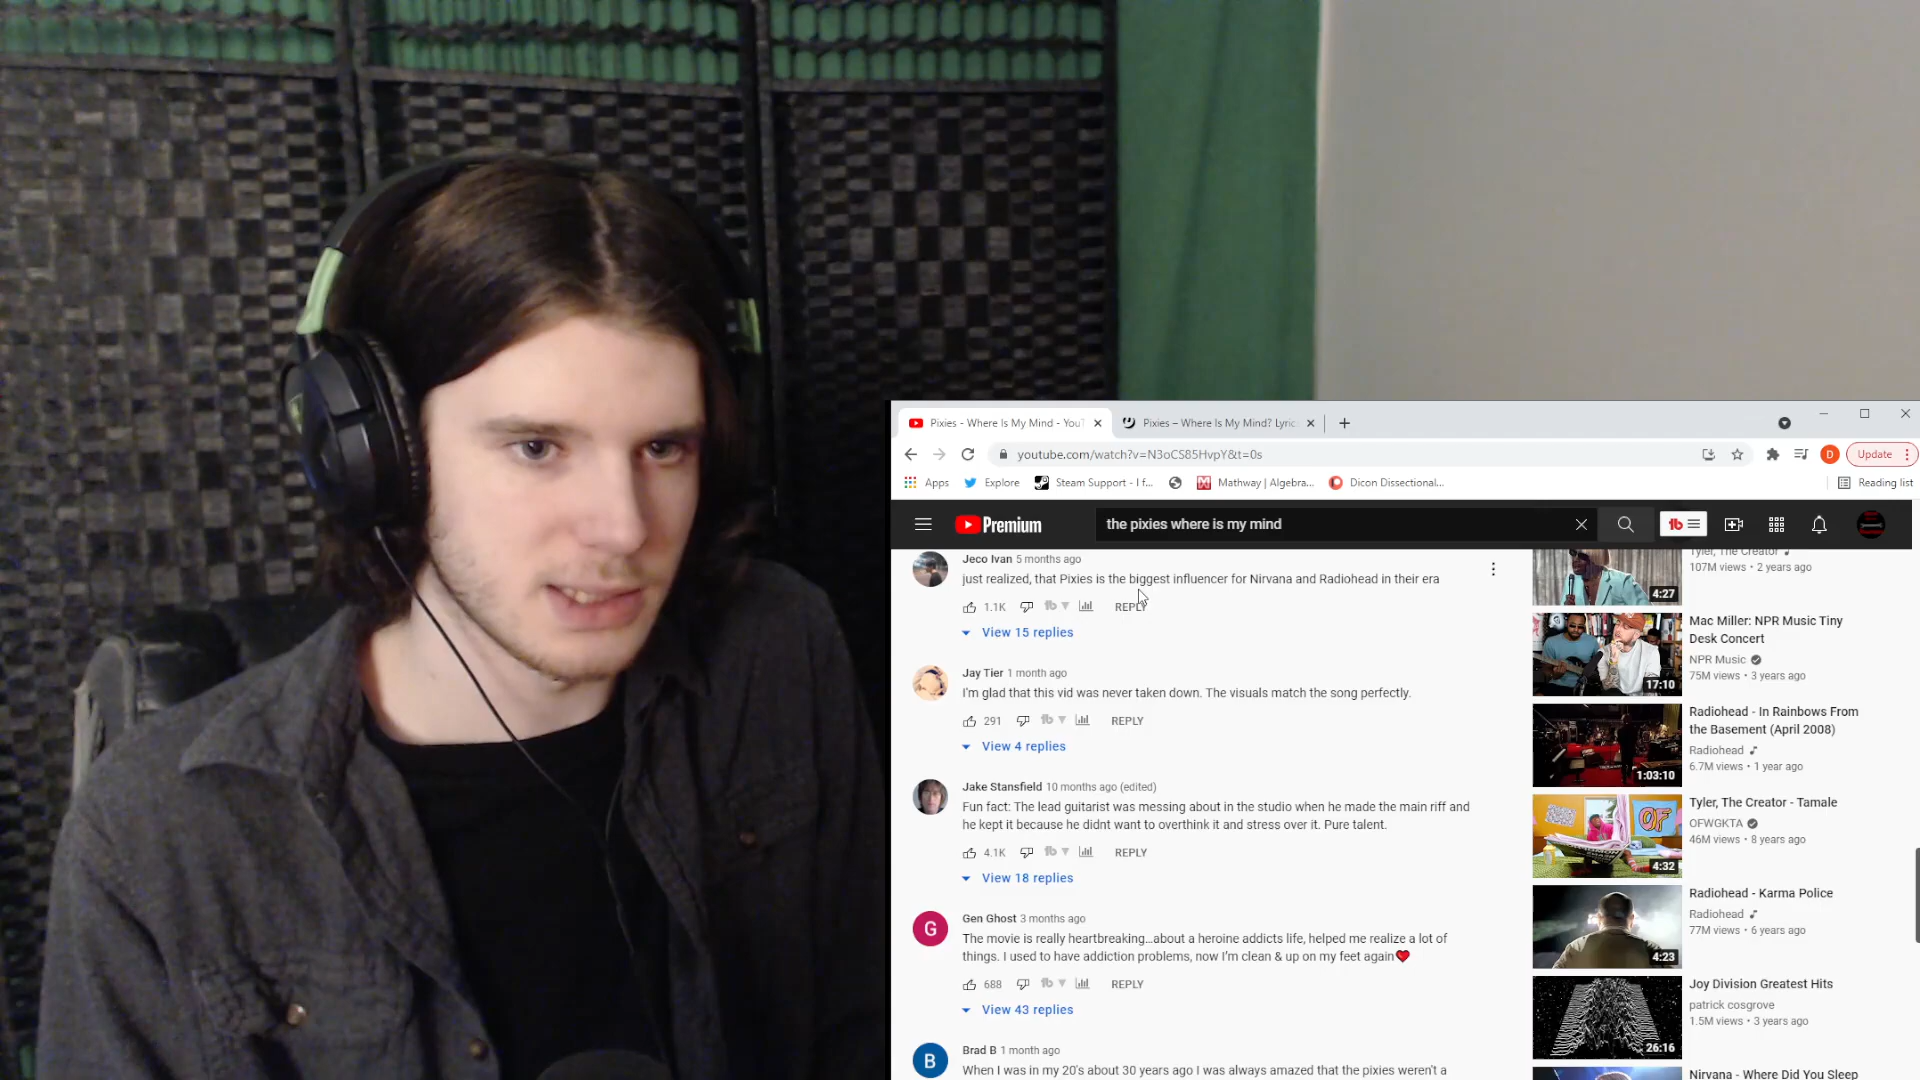 Pixies - Where Is My Mind - You
Pixies – Where Is My Mind? Lyric
youtube.com/watch?v=N3oCS85HvpY&t=0s
D
Update
Apps
Explore
Steam Support - I f...
Mathway | Algebra...
Dicon Dissectional...
Reading list
Premium
the pixies where is my mind
Jeco Ivan 5 months ago
just realized, that Pixies is the biggest influencer for Nirvana and Radiohead in their era
1.1K
REPLY
View 15 replies
Jay Tier 1 month ago
I'm glad that this vid was never taken down. The visuals match the song perfectly.
291
REPLY
View 4 replies
Jake Stansfield 10 months ago (edited)
Fun fact: The lead guitarist was messing about in the studio when he made the main riff and
he kept it because he didnt want to overthink it and stress over it. Pure talent.
4.1K
REPLY
View 18 replies
G
Gen Ghost 3 months ago
The movie is really heartbreaking...about a heroine addicts life, helped me realize a lot of
things. I used to have addiction problems, now I'm clean & up on my feet again❤
688
REPLY
View 43 replies
B
Brad B 1 month ago
When I was in my 20's about 30 years ago I was always amazed that the pixies weren't a
Tyler, The Creator
107M views • 2 years ago
4:27
Mac Miller: NPR Music Tiny
Desk Concert
NPR Music
75M views • 3 years ago
17:10
Radiohead - In Rainbows From
the Basement (April 2008)
Radiohead
6.7M views • 1 year ago
1:03:10
Tyler, The Creator - Tamale
OFWGKTA
46M views • 8 years ago
OF
4:32
Radiohead - Karma Police
Radiohead
77M views • 6 years ago
4:23
Joy Division Greatest Hits
patrick cosgrove
1.5M views • 3 years ago
26:16
Nirvana - Where Did You Sleep